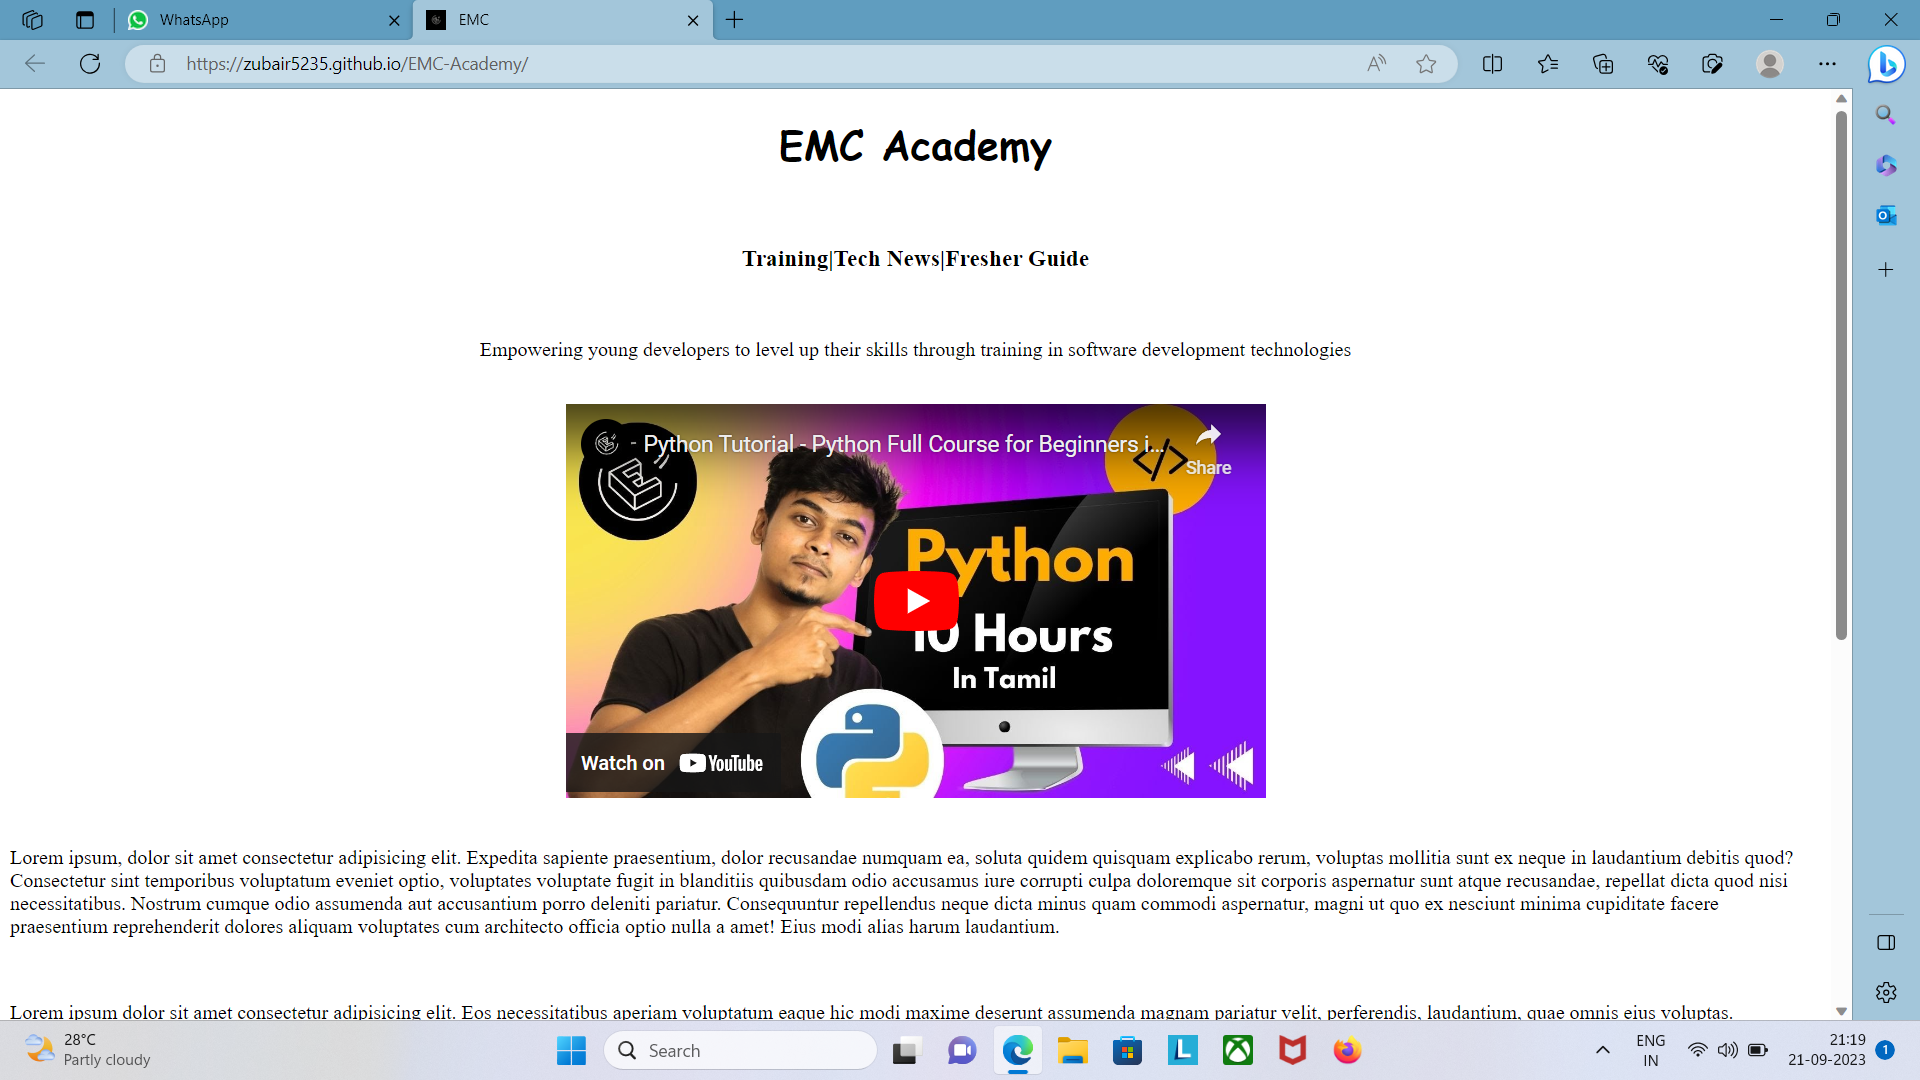 WhatsApp
EMC
https://zubair5235.github.io/EMC-Academy/
EMC Academy
Training|Tech News|Fresher Guide
Empowering young developers to level up their skills through training in software development technologies
- Python Tutorial - Python Full Course for Beginners i...
</>
Share
Python
10 Hours
In Tamil
Watch on YouTube
Lorem ipsum, dolor sit amet consectetur adipisicing elit. Expedita sapiente praesentium, dolor recusandae numquam ea, soluta quidem quisquam explicabo rerum, voluptas mollitia sunt ex neque in laudantium debitis quod?
Consectetur sint temporibus voluptatum eveniet optio, voluptates voluptate fugit in blanditiis quibusdam odio accusamus iure corrupti culpa doloremque sit corporis aspernatur sunt atque recusandae, repellat dicta quod nisi
necessitatibus. Nostrum cumque odio assumenda aut accusantium porro deleniti pariatur. Consequuntur repellendus neque dicta minus quam commodi aspernatur, magni ut quo ex nesciunt minima cupiditate facere
praesentium reprehenderit dolores aliquam voluptates cum architecto officia optio nulla a amet! Eius modi alias harum laudantium.
Lorem ipsum dolor sit amet consectetur adipisicing elit. Eos necessitatibus aperiam voluptatum eaque hic modi maxime deserunt assumenda magnam pariatur velit, perferendis, laudantium, quae omnis eius voluptas.
28°C
Partly cloudy
Search
ENG
IN
21:19
21-09-2023
1